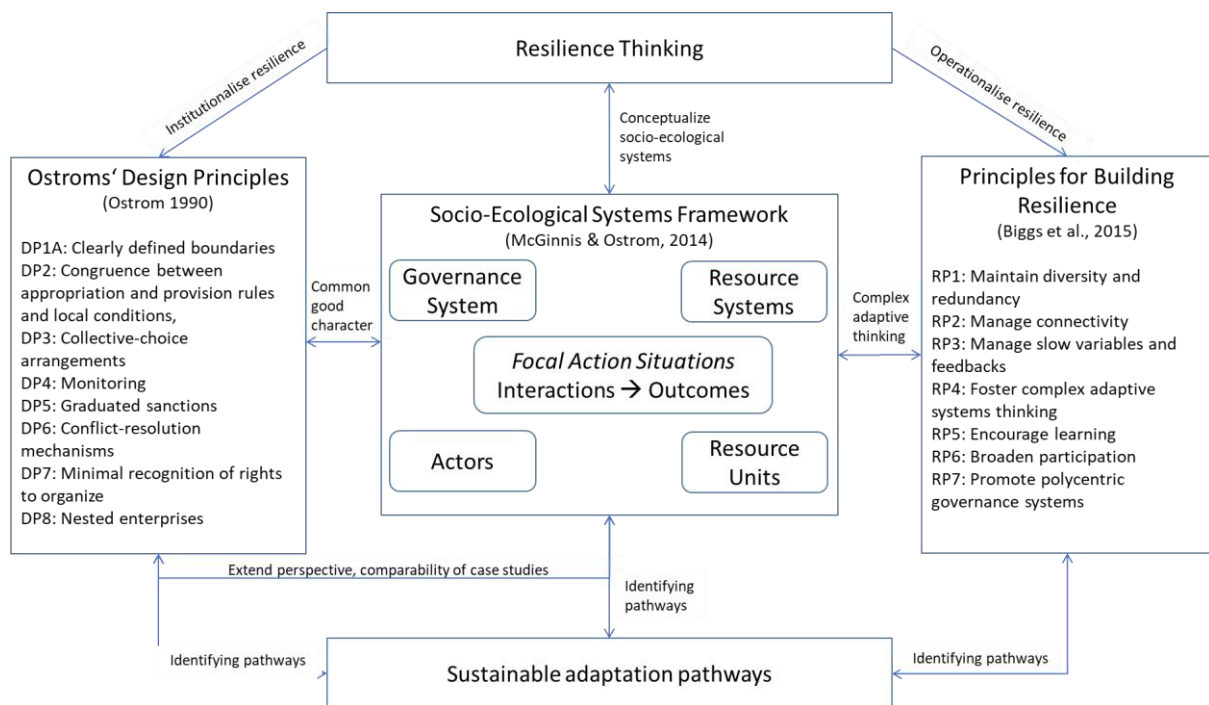 Resilience Thinking
Institutionalise resilience
Operationalise resilience
Conceptualize
socio-ecological
systems
Ostroms‘ Design Principles
(Ostrom 1990)
DP1A: Clearly defined boundaries
DP2: Congruence between
appropriation and provision rules
and local conditions,
DP3: Collective-choice
arrangements
DP4: Monitoring
DP5: Graduated sanctions
DP6: Conflict-resolution
mechanisms
DP7: Minimal recognition of rights
to organize
DP8: Nested enterprises
Common
good
character
Socio-Ecological Systems Framework
(McGinnis & Ostrom, 2014)
Governance
System
Resource
Systems
Focal Action Situations
Interactions → Outcomes
Actors
Resource
Units
Complex
adaptive
thinking
Principles for Building
Resilience
(Biggs et al., 2015)
RP1: Maintain diversity and
redundancy
RP2: Manage connectivity
RP3: Manage slow variables and
feedbacks
RP4: Foster complex adaptive
systems thinking
RP5: Encourage learning
RP6: Broaden participation
RP7: Promote polycentric
governance systems
Extend perspective, comparability of case studies
Identifying
pathways
Identifying pathways
Sustainable adaptation pathways
Identifying pathways